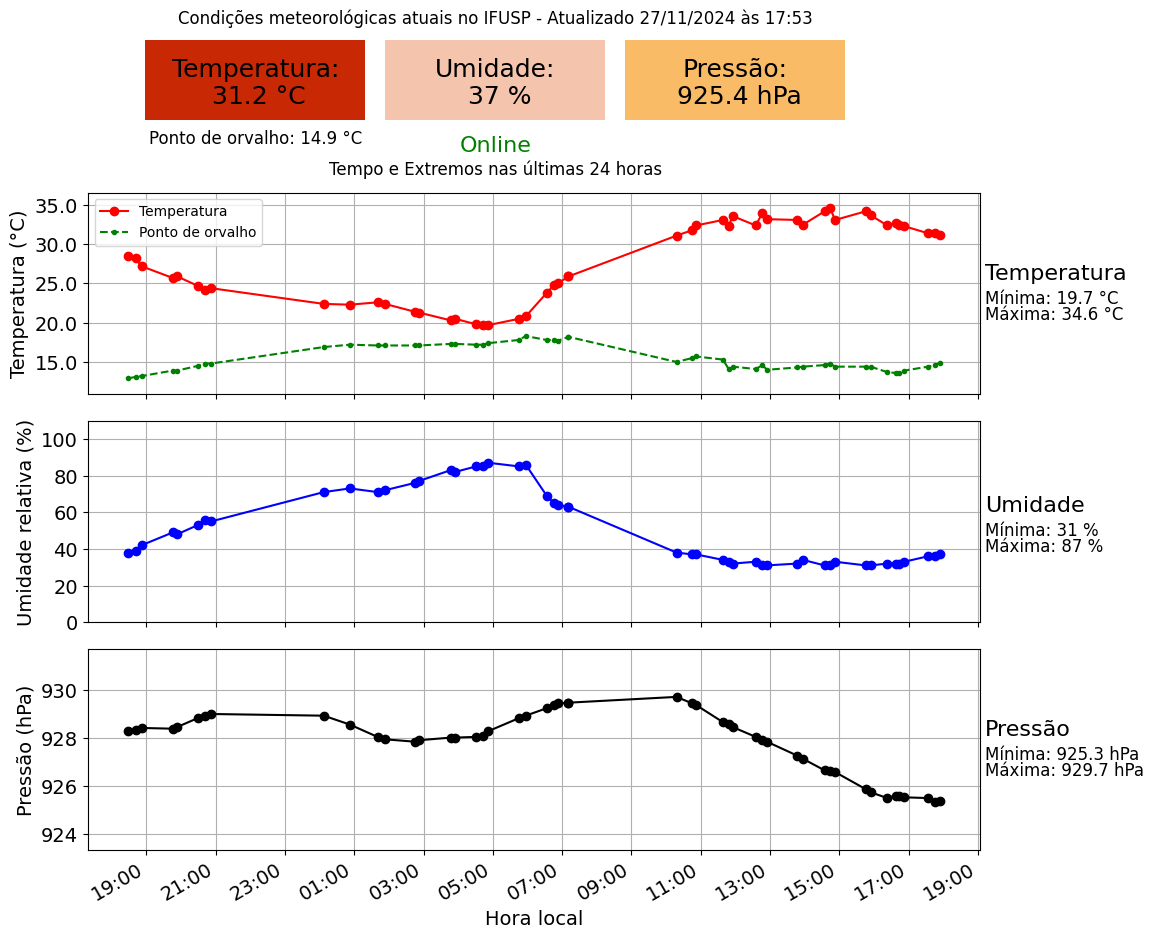 Condições meteorológicas atuais no IFUSP - Atualizado 27/11/2024 às 17:53
Temperatura:
31.2 °C
Umidade:
37 %
Pressão:
925.4 hPa
Ponto de orvalho: 14.9 °C
Online
Tempo e Extremos nas últimas 24 horas
Temperatura (°C)
35.0
30.0
25.0
20.0
15.0
Temperatura
Ponto de orvalho
Temperatura
Mínima: 19.7 °C
Máxima: 34.6 °C
Umidade relativa (%)
100
80
60
40
20
0
Umidade
Mínima: 31 %
Máxima: 87 %
Pressão (hPa)
930
928
926
924
Pressão
Mínima: 925.3 hPa
Máxima: 929.7 hPa
19:00 21:00 23:00 01:00 03:00 05:00 07:00 09:00 11:00 13:00 15:00 17:00 19:00
Hora local